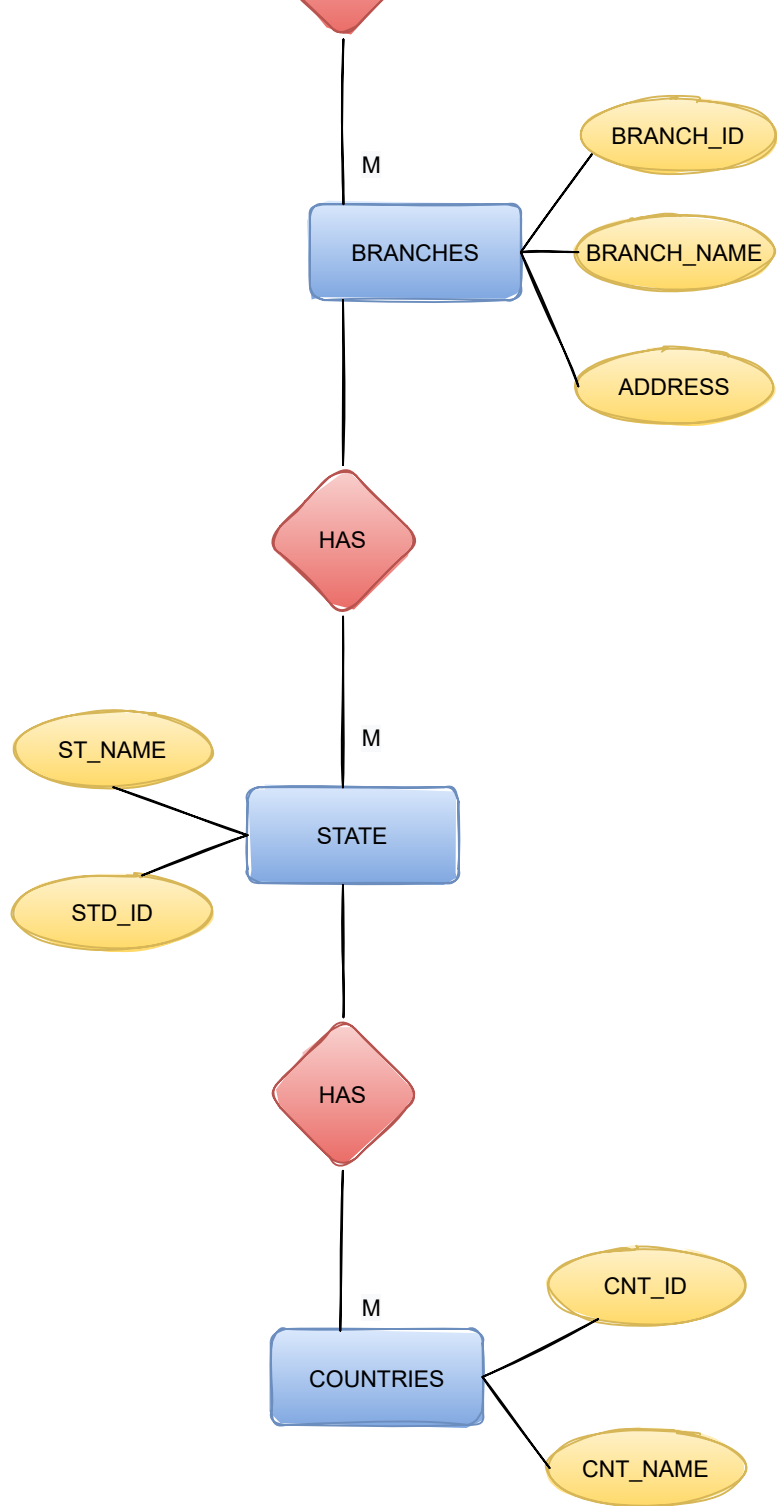 BRANCH_ID
M
BRANCHES
BRANCH_NAME
ADDRESS
HAS
M
ST_NAME
STATE
STD_ID
HAS
CNT_ID
M
COUNTRIES
CNT_NAME